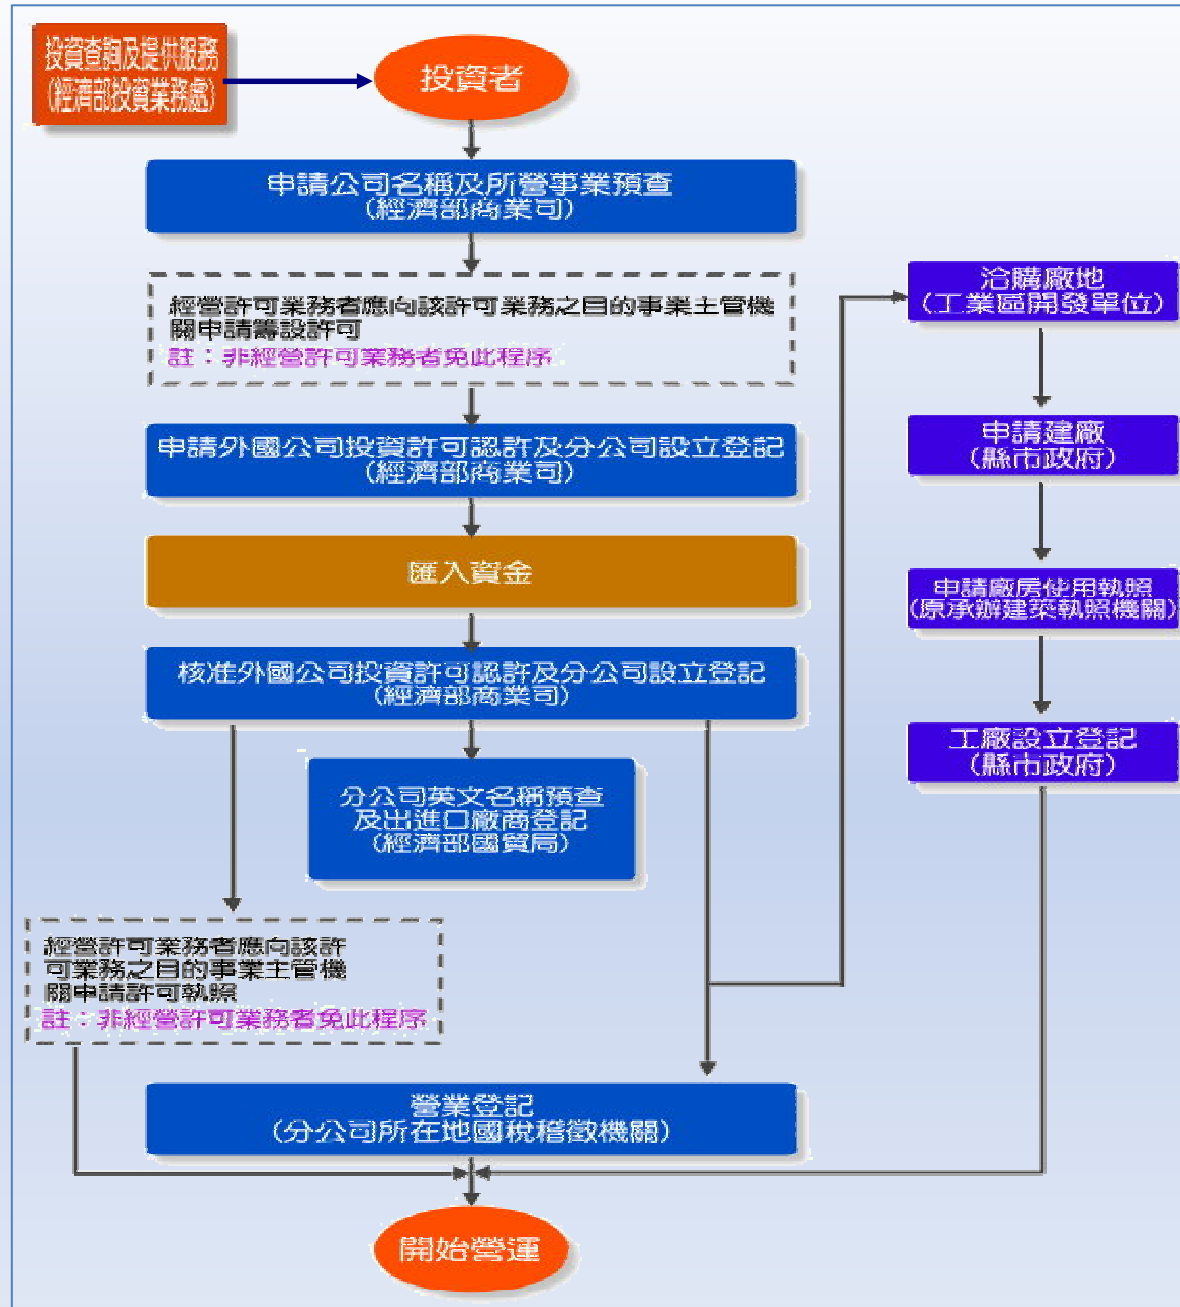 投資查詢及提供服務
(經濟部投資業務處)
投資者
申請公司名稱及所營事業預查
(經濟部商業司)
經營許可業務者應向該許可業務之目的事業主管機
關申請籌設許可
註：非經營許可業務者免此程序
申請外國公司投資許可認許及分公司設立登記
(經濟部商業司)
匯入資金
核准外國公司投資許可認許及分公司設立登記
(經濟部商業司)
分公司英文名稱預查
及出進口廠商登記
(經濟部國貿局)
經營許可業務者應向該許
可業務之目的事業主管機
關申請許可執照
註：非經營許可業務者免此程序
洽購廠地
(工業區開發單位)
申請建廠
(縣市政府)
申請廠房使用執照
(原承辦建築執照機關)
工廠設立登記
(縣市政府)
營業登記
(分公司所在地國稅稽徵機關)
開始營運